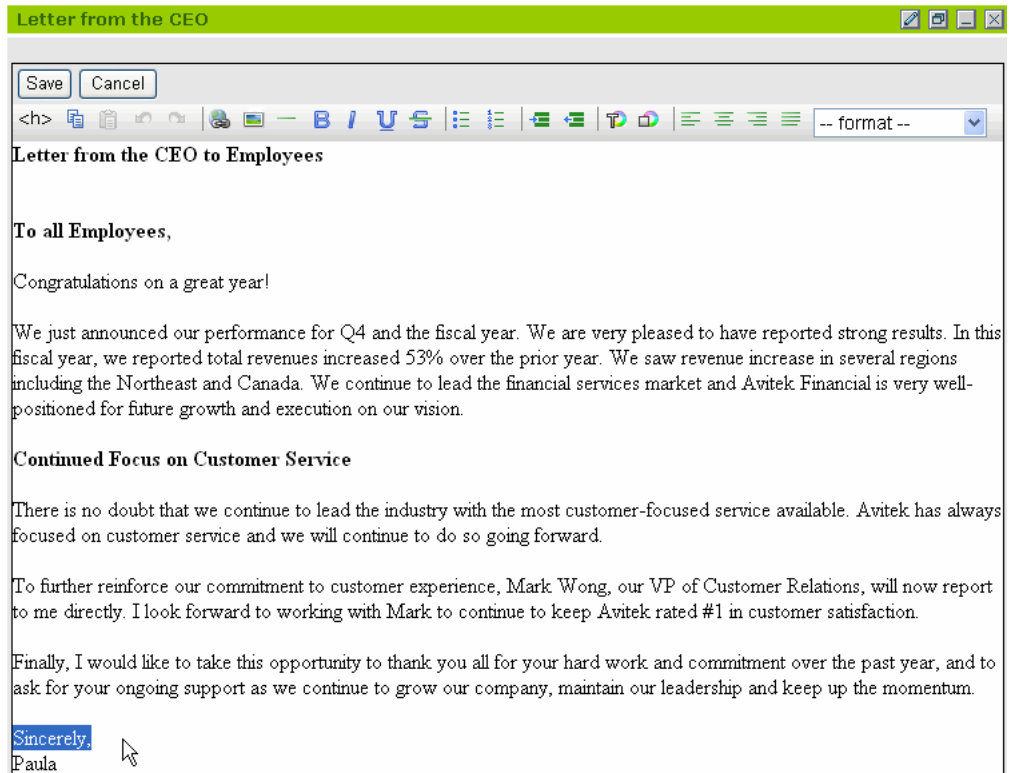 Letter from the CEO
Save Cancel
<h> B I U S -- format --
Letter from the CEO to Employees
To all Employees,
Congratulations on a great year!
We just announced our performance for Q4 and the fiscal year. We are very pleased to have reported strong results. In this
fiscal year, we reported total revenues increased 53% over the prior year. We saw revenue increase in several regions
including the Northeast and Canada. We continue to lead the financial services market and Avitek Financial is very well-
positioned for future growth and execution on our vision.
Continued Focus on Customer Service
There is no doubt that we continue to lead the industry with the most customer-focused service available. Avitek has always
focused on customer service and we will continue to do so going forward.
To further reinforce our commitment to customer experience, Mark Wong, our VP of Customer Relations, will now report
to me directly. I look forward to working with Mark to continue to keep Avitek rated #1 in customer satisfaction.
Finally, I would like to take this opportunity to thank you all for your hard work and commitment over the past year, and to
ask for your ongoing support as we continue to grow our company, maintain our leadership and keep up the momentum.
Sincerely,
Paula